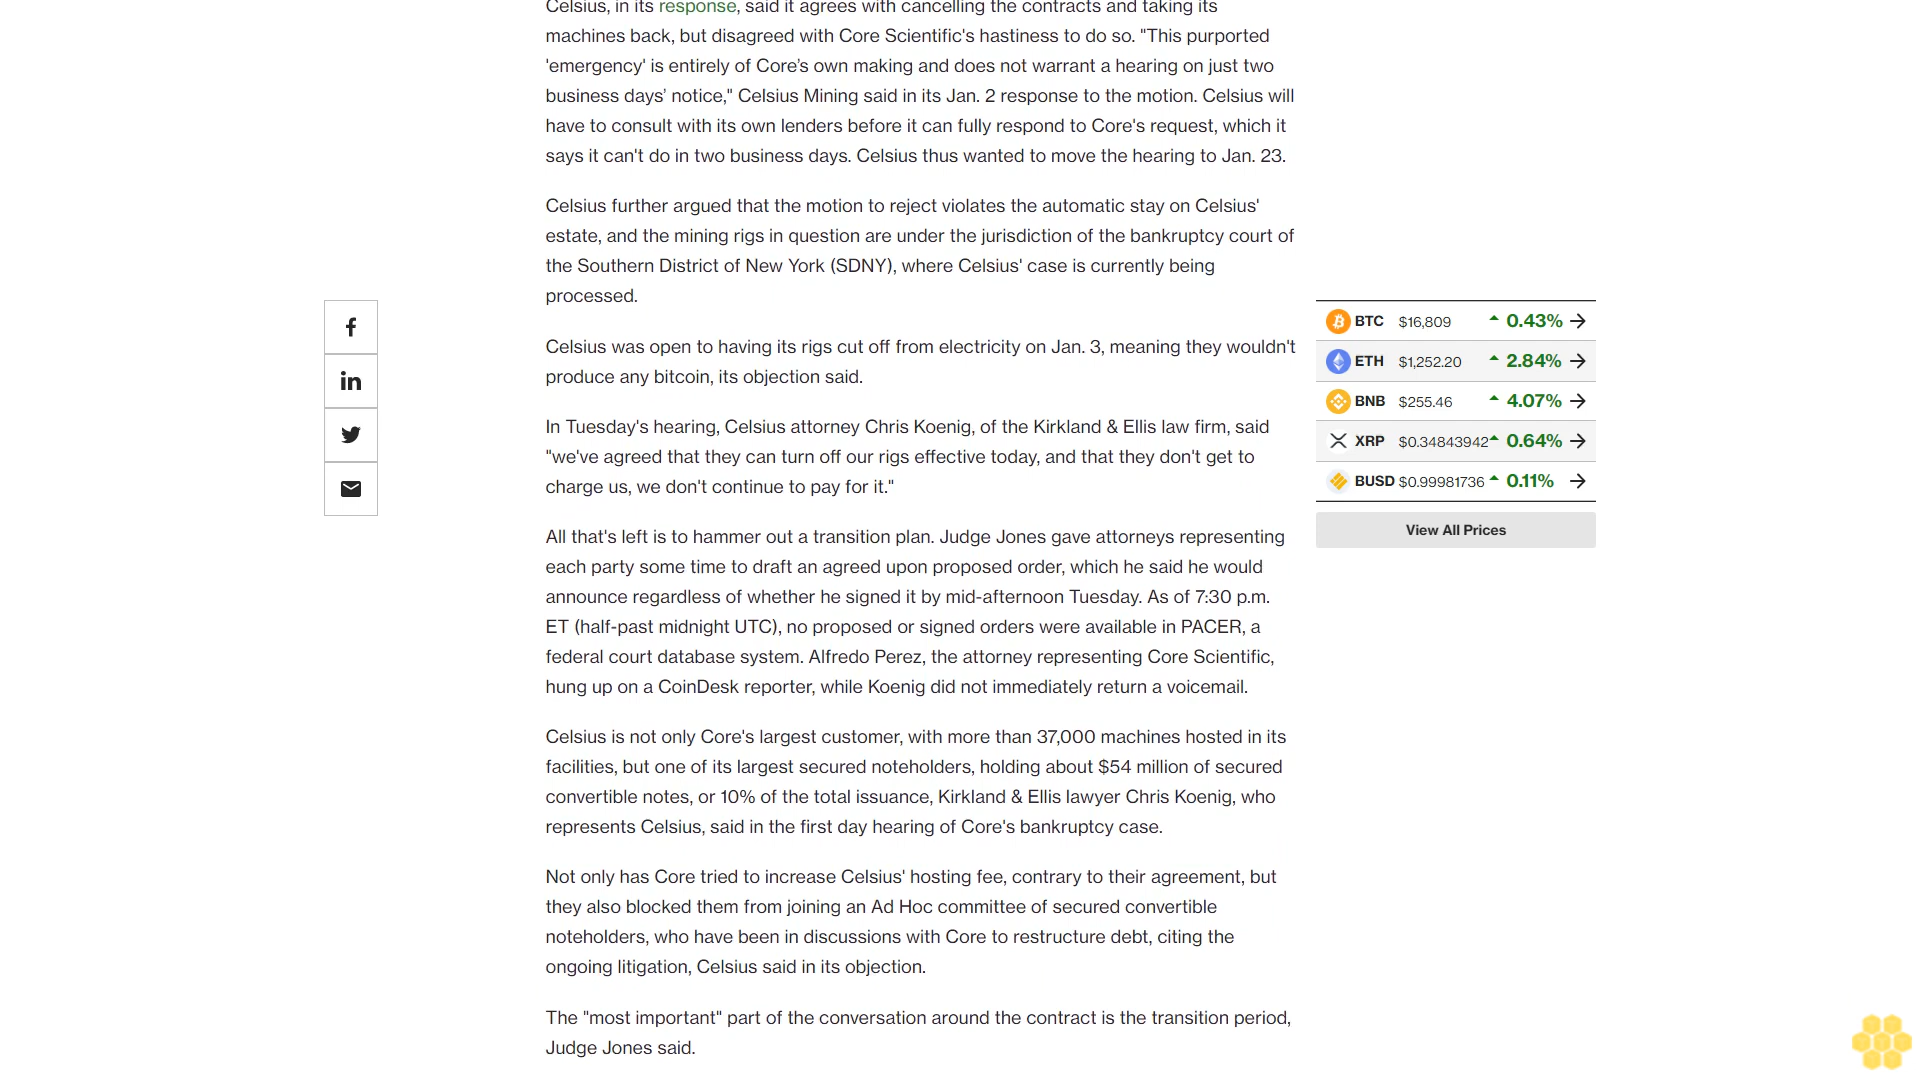 Celsius, in its response, said it agrees with cancelling the contracts and taking its
machines back, but disagreed with Core Scientific's hastiness to do so. "This purported
'emergency' is entirely of Core’s own making and does not warrant a hearing on just two
business days’ notice," Celsius Mining said in its Jan. 2 response to the motion. Celsius will
have to consult with its own lenders before it can fully respond to Core's request, which it
says it can't do in two business days. Celsius thus wanted to move the hearing to Jan. 23.
Celsius further argued that the motion to reject violates the automatic stay on Celsius'
estate, and the mining rigs in question are under the jurisdiction of the bankruptcy court of
the Southern District of New York (SDNY), where Celsius' case is currently being
processed.
Celsius was open to having its rigs cut off from electricity on Jan. 3, meaning they wouldn't
produce any bitcoin, its objection said.
In Tuesday's hearing, Celsius attorney Chris Koenig, of the Kirkland & Ellis law firm, said
"we've agreed that they can turn off our rigs effective today, and that they don't get to
charge us, we don't continue to pay for it."
All that's left is to hammer out a transition plan. Judge Jones gave attorneys representing
each party some time to draft an agreed upon proposed order, which he said he would
announce regardless of whether he signed it by mid-afternoon Tuesday. As of 7:30 p.m.
ET (half-past midnight UTC), no proposed or signed orders were available in PACER, a
federal court database system. Alfredo Perez, the attorney representing Core Scientific,
hung up on a CoinDesk reporter, while Koenig did not immediately return a voicemail.
Celsius is not only Core's largest customer, with more than 37,000 machines hosted in its
facilities, but one of its largest secured noteholders, holding about $54 million of secured
convertible notes, or 10% of the total issuance, Kirkland & Ellis lawyer Chris Koenig, who
represents Celsius, said in the first day hearing of Core's bankruptcy case.
Not only has Core tried to increase Celsius' hosting fee, contrary to their agreement, but
they also blocked them from joining an Ad Hoc committee of secured convertible
noteholders, who have been in discussions with Core to restructure debt, citing the
ongoing litigation, Celsius said in its objection.
The "most important" part of the conversation around the contract is the transition period,
Judge Jones said.
BTC $16,809 0.43%
ETH $1,252.20 2.84%
BNB $255.46 4.07%
XRP $0.34843942 0.64%
BUSD $0.99981736 0.11%
View All Prices